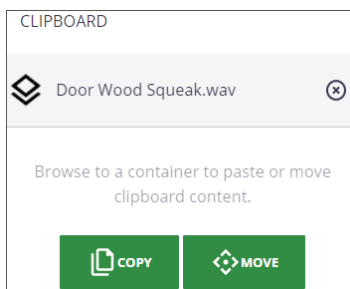 CLIPBOARD
Door Wood Squeak.wav
Browse to a container to paste or move
clipboard content.
COPY MOVE